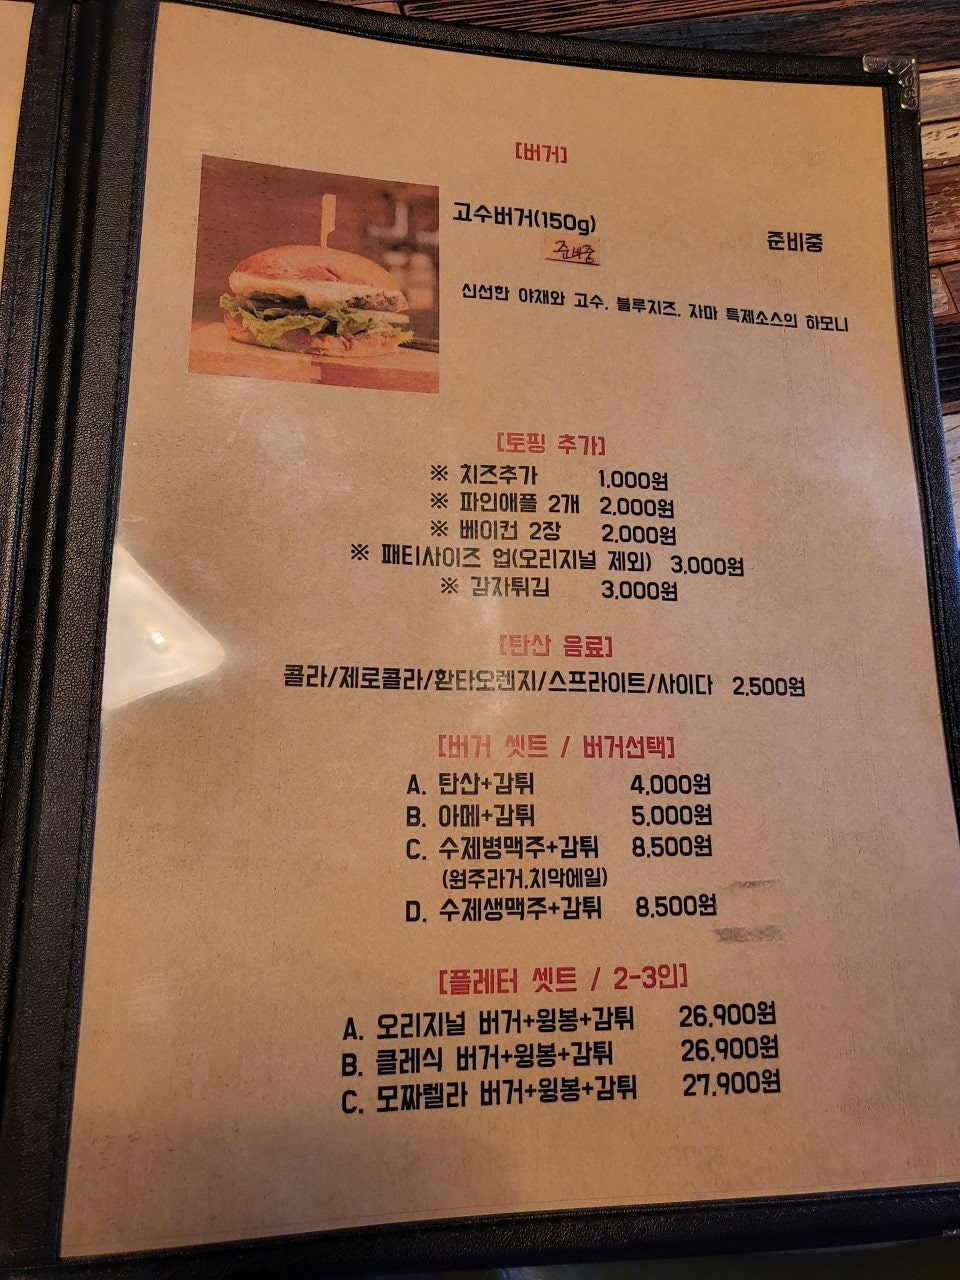 [버거]
고수버거(150g)
준비중
준비중
신선한 야채와 고수, 블루치즈, 자마 특제소스의 하모니
[토핑 추가]
※ 치즈추가 1,000원
※ 파인애플 2개 2,000원
※ 베이컨 2장 2,000원
※ 패티사이즈 업(오리지널 제외) 3,000원
※ 감자튀김 3,000원
[탄산 음료]
콜라/제로콜라/환타오렌지/스프라이트/사이다 2,500원
[버거 셋트 / 버거선택]
A. 탄산+감튀 4,000원
B. 아메+감튀 5,000원
C. 수제병맥주+감튀 8,500원
(원주라거,치악에일)
D. 수제생맥주+감튀 8,500원
[플레터 셋트 / 2-3인]
A. 오리지널 버거+윙봉+감튀 26,900원
B. 클레식 버거+윙봉+감튀 26,900원
C. 모짜렐라 버거+윙봉+감튀 27,900원